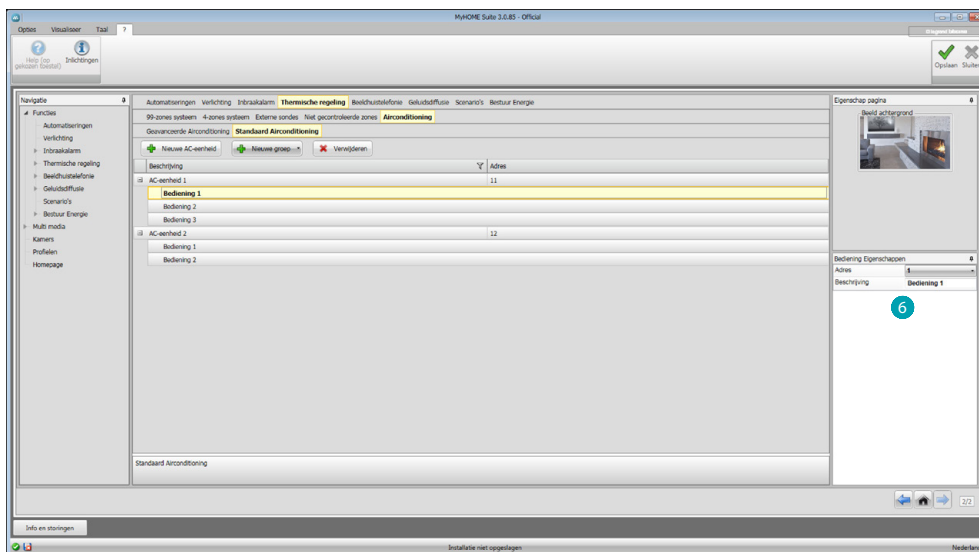 MyHOME Suite 3.0.85 - Official
Opties Visualiseer Taal ?
Help (op gekozen toestel)
Inlichtingen
Opslaan Sluiten
Navigatie
Functies
Automatiseringen
Verlichting
Inbraakalarm
Thermische regeling
Beeldhuistelefonie
Geluidsdiffusie
Scenario's
Bestuur Energie
Multi media
Kamers
Profielen
Homepage
Automatiseringen Verlichting Inbraakalarm Thermische regeling Beeldhuistelefonie Geluidsdiffusie Scenario's Bestuur Energie
99-zones systeem 4-zones systeem Externe sondes Niet gecontroleerde zones Airconditioning
Geavanceerde Airconditioning Standaard Airconditioning
Nieuwe AC-eenheid Nieuwe groep Verwijderen
Beschrijving Adres
AC-eenheid 1 11
Bediening 1
Bediening 2
Bediening 3
AC-eenheid 2 12
Bediening 1
Bediening 2
Standaard Airconditioning
Eigenschap pagina
Beeld achtergrond
Bediening Eigenschappen
Adres 1
Beschrijving Bediening 1
6
2/2
Info en storingen
Installatie niet opgeslagen
Nederlan